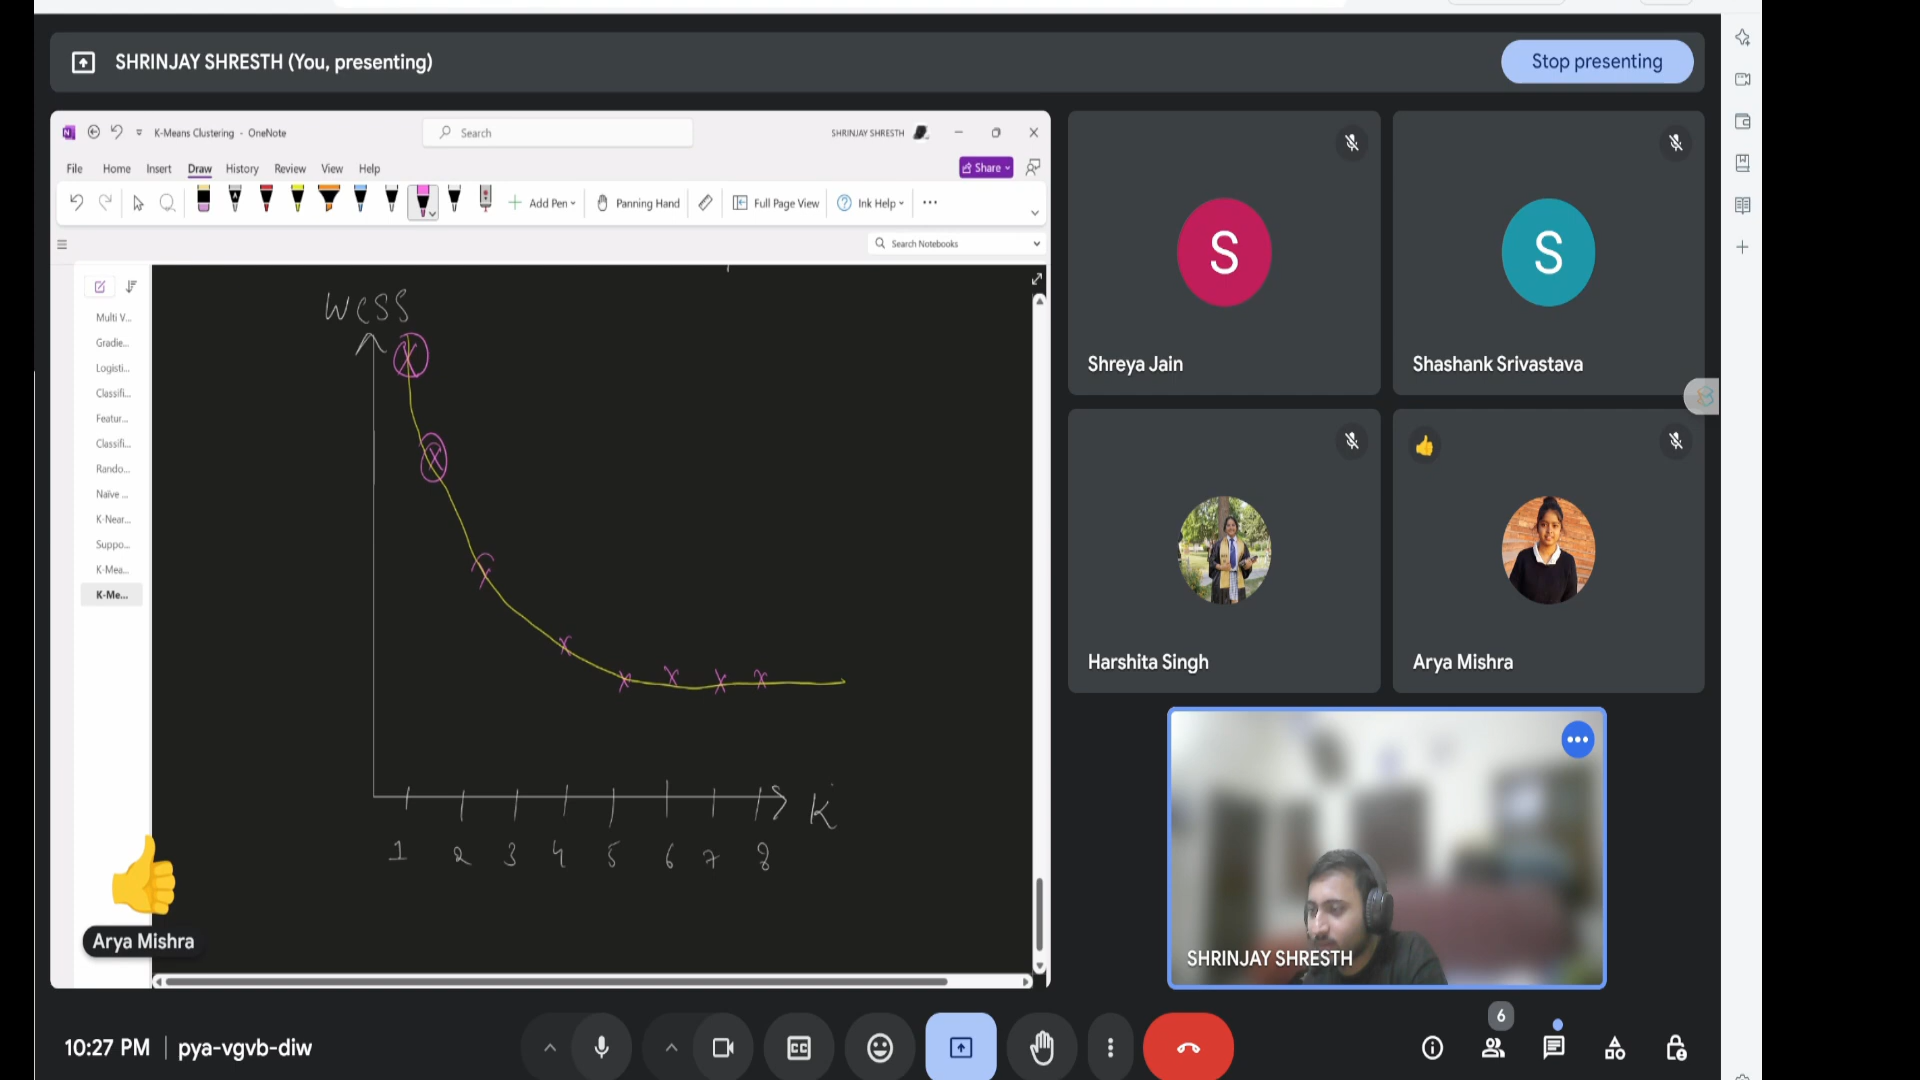 SHRINJAY SHRESTH (You, presenting)
Stop presenting
K-Means Clustering - OneNote
Search
SHRINJAY SHRESTH
File Home Insert Draw History Review View Help
Share
Add Pen
Panning Hand
Full Page View
Ink Help
Search Notebooks
Multi V...
Gradie...
Logisti...
Classifi...
Featur...
Classifi...
Rando...
Naïve ...
K-Near...
Suppo...
K-Mea...
K-Me...
WCSS
K
1 2 3 4 5 6 7 8
Arya Mishra
S
Shreya Jain
S
Shashank Srivastava
Harshita Singh
Arya Mishra
SHRINJAY SHRESTH
10:27 PM | pya-vgvb-diw
CC
6